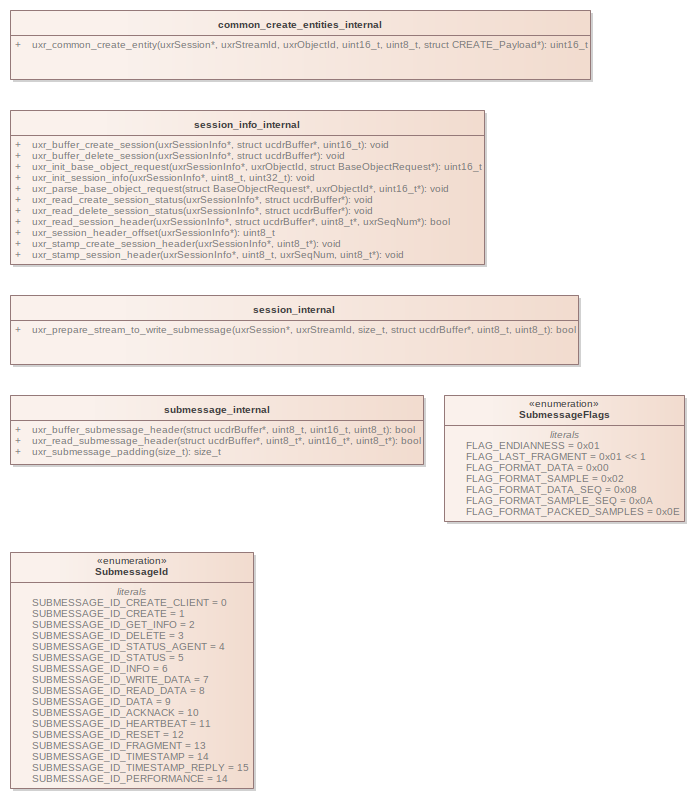 common_create_entities_internal
+ uxr_common_create_entity(uxrSession*, uxrStreamId, uxrObjectId, uint16_t, uint8_t, struct CREATE_Payload*): uint16_t
session_info_internal
+ uxr_buffer_create_session(uxrSessionInfo*, struct ucdrBuffer*, uint16_t): void
+ uxr_buffer_delete_session(uxrSessionInfo*, struct ucdrBuffer*): void
+ uxr_init_base_object_request(uxrSessionInfo*, uxrObjectId, struct BaseObjectRequest*): uint16_t
+ uxr_init_session_info(uxrSessionInfo*, uint8_t, uint32_t): void
+ uxr_parse_base_object_request(struct BaseObjectRequest*, uxrObjectId*, uint16_t*): void
+ uxr_read_create_session_status(uxrSessionInfo*, struct ucdrBuffer*): void
+ uxr_read_delete_session_status(uxrSessionInfo*, struct ucdrBuffer*): void
+ uxr_read_session_header(uxrSessionInfo*, struct ucdrBuffer*, uint8_t*, uxrSeqNum*): bool
+ uxr_session_header_offset(uxrSessionInfo*): uint8_t
+ uxr_stamp_create_session_header(uxrSessionInfo*, uint8_t*): void
+ uxr_stamp_session_header(uxrSessionInfo*, uint8_t, uxrSeqNum, uint8_t*): void
session_internal
+ uxr_prepare_stream_to_write_submessage(uxrSession*, uxrStreamId, size_t, struct ucdrBuffer*, uint8_t, uint8_t): bool
submessage_internal
+ uxr_buffer_submessage_header(struct ucdrBuffer*, uint8_t, uint16_t, uint8_t): bool
+ uxr_read_submessage_header(struct ucdrBuffer*, uint8_t*, uint16_t*, uint8_t*): bool
+ uxr_submessage_padding(size_t): size_t
«enumeration»
SubmessageFlags
literals
FLAG_ENDIANNESS = 0x01
FLAG_LAST_FRAGMENT = 0x01 << 1
FLAG_FORMAT_DATA = 0x00
FLAG_FORMAT_SAMPLE = 0x02
FLAG_FORMAT_DATA_SEQ = 0x08
FLAG_FORMAT_SAMPLE_SEQ = 0x0A
FLAG_FORMAT_PACKED_SAMPLES = 0x0E
«enumeration»
SubmessageId
literals
SUBMESSAGE_ID_CREATE_CLIENT = 0
SUBMESSAGE_ID_CREATE = 1
SUBMESSAGE_ID_GET_INFO = 2
SUBMESSAGE_ID_DELETE = 3
SUBMESSAGE_ID_STATUS_AGENT = 4
SUBMESSAGE_ID_STATUS = 5
SUBMESSAGE_ID_INFO = 6
SUBMESSAGE_ID_WRITE_DATA = 7
SUBMESSAGE_ID_READ_DATA = 8
SUBMESSAGE_ID_DATA = 9
SUBMESSAGE_ID_ACKNACK = 10
SUBMESSAGE_ID_HEARTBEAT = 11
SUBMESSAGE_ID_RESET = 12
SUBMESSAGE_ID_FRAGMENT = 13
SUBMESSAGE_ID_TIMESTAMP = 14
SUBMESSAGE_ID_TIMESTAMP_REPLY = 15
SUBMESSAGE_ID_PERFORMANCE = 14